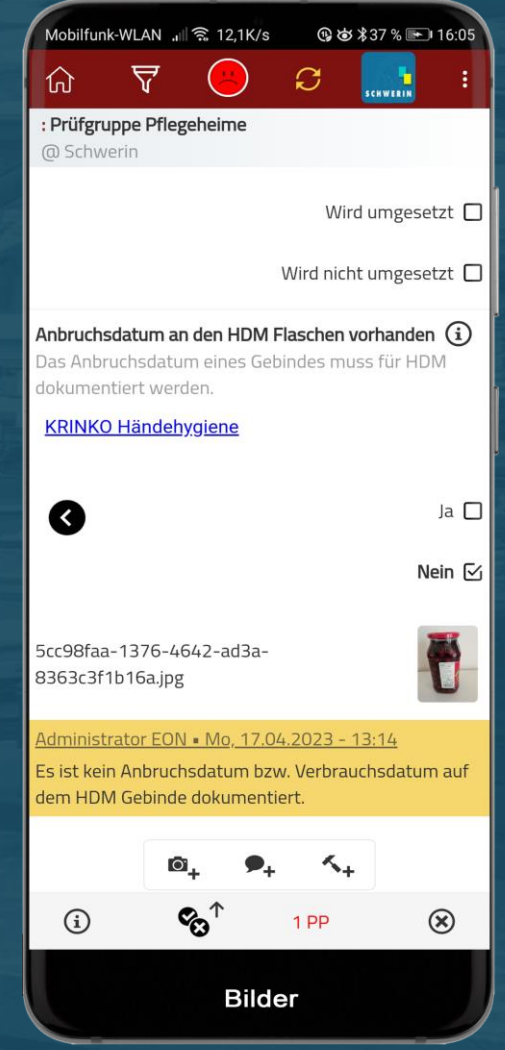 Mobilfunk-WLAN 12,1K/s 37 % 16:05
SCHWERIN
: Prüfgruppe Pflegeheime
@ Schwerin
Wird umgesetzt
Wird nicht umgesetzt
Anbruchsdatum an den HDM Flaschen vorhanden
Das Anbruchsdatum eines Gebindes muss für HDM
dokumentiert werden.
KRINKO Händehygiene
Ja
Nein
5cc98faa-1376-4642-ad3a-
8363c3f1b16a.jpg
Administrator EON • Mo, 17.04.2023 - 13:14
Es ist kein Anbruchsdatum bzw. Verbrauchsdatum auf
dem HDM Gebinde dokumentiert.
1 PP
Bilder